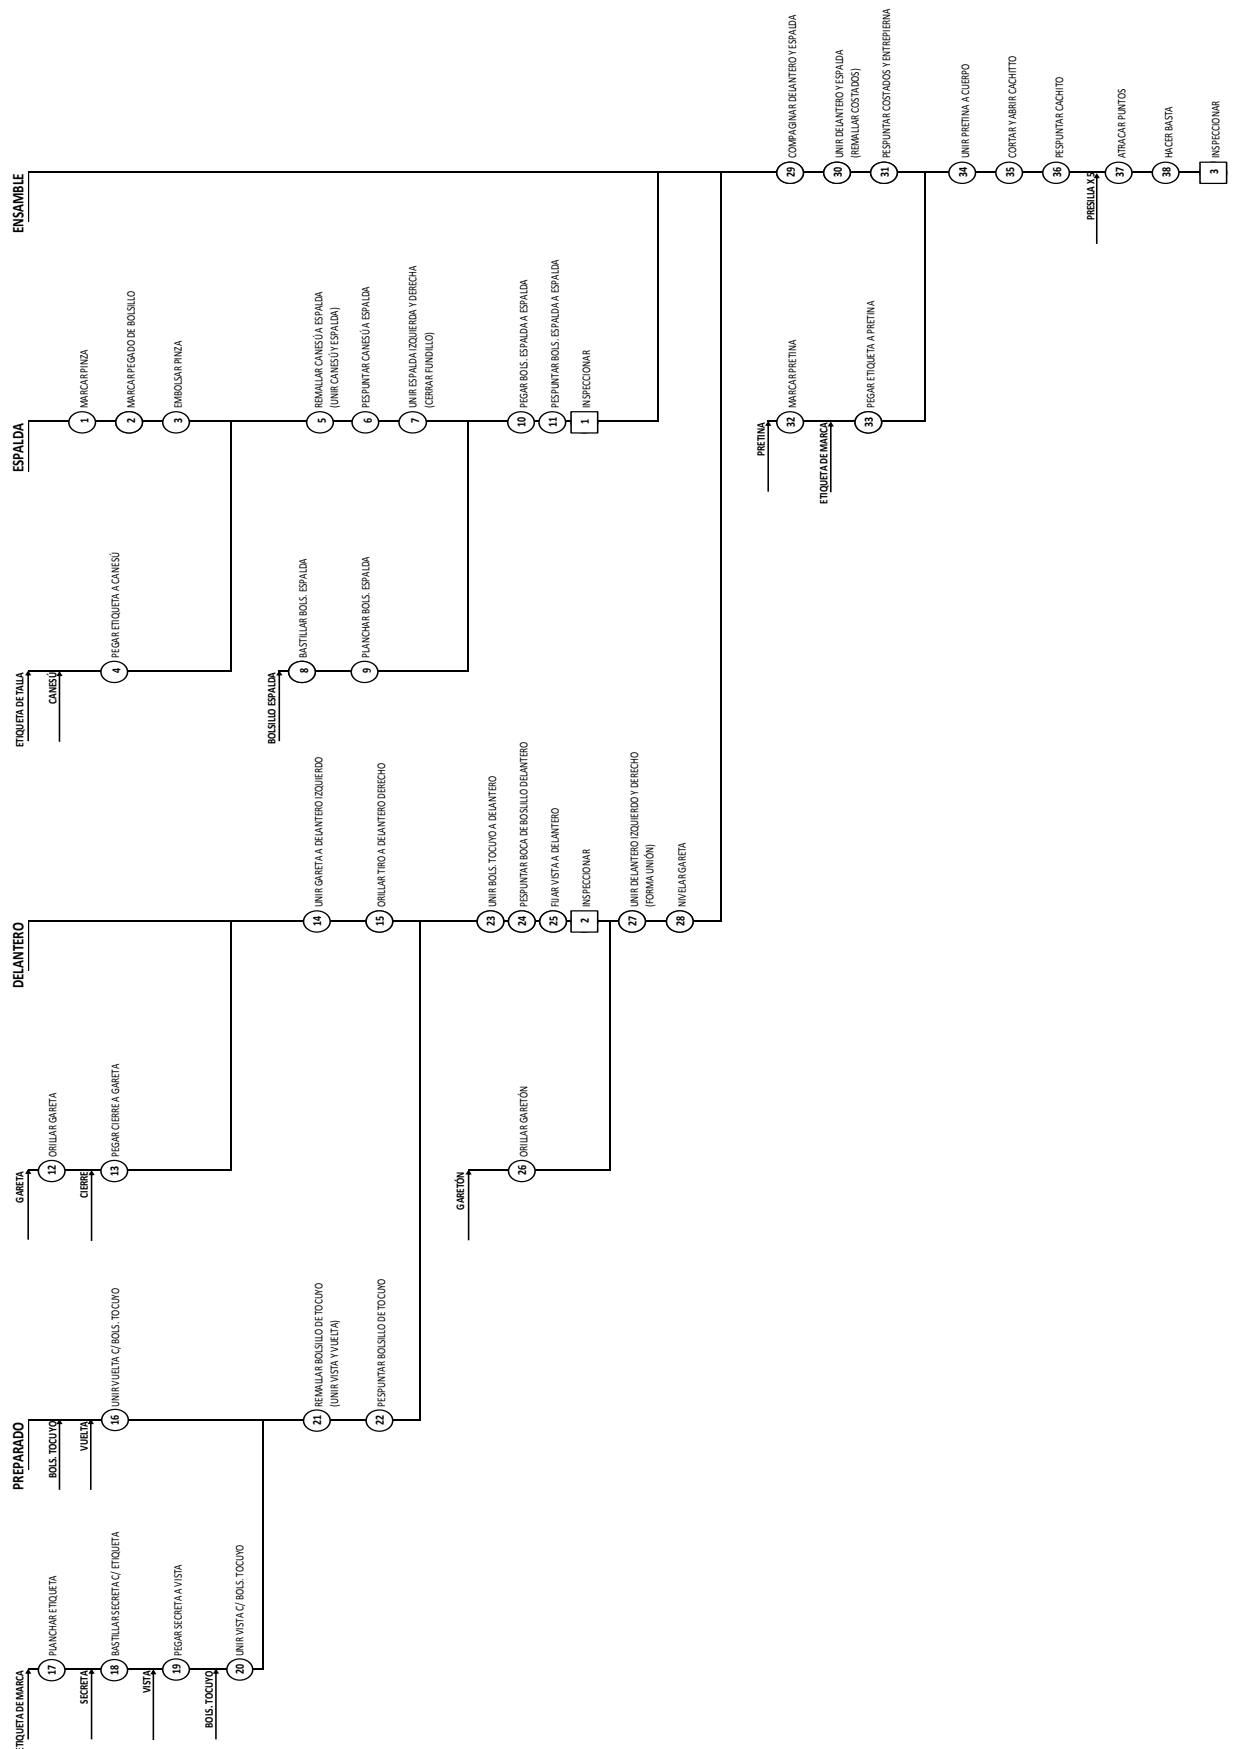 ETIQUETA DE MARCA
17 PLANCHAR ETIQUETA
SECRETA
18 BASTILLAR SECRETA C/ ETIQUETA
VISTA
19 PEGAR SECRETA A VISTA
BOLS. TOCUYO
20 UNIR VISTA C/ BOLS. TOCUYO
PREPARADO
BOLS. TOCUYO
VUELTA
16 UNIR VUELTA C/ BOLS. TOCUYO
21 REMALLAR BOLSILLO DE TOCUYO
(UNIR VISTA Y VUELTA)
22 PESPUNTAR BOLSILLO DE TOCUYO
GARETA
12 ORILLAR GARETA
CIERRE
13 PEGAR CIERRE A GARETA
GARETÓN
26 ORILLAR GARETÓN
DELANTERO
14 UNIR GARETA A DELANTERO IZQUIERDO
15 ORILLAR TIRO A DELANTERO DERECHO
23 UNIR BOLS. TOCUYO A DELANTERO
24 PESPUNTAR BOCA DE BOSLILLO DELANTERO
25 FIJAR VISTA A DELANTERO
2 INSPECCIONAR
27 UNIR DELANTERO IZQUIERDO Y DERECHO
(FORMA UNIÓN)
28 NIVELAR GARETA
ETIQUETA DE TALLA
CANESÚ
4 PEGAR ETIQUETA A CANESÚ
BOLSILLO ESPALDA
8 BASTILLAR BOLS. ESPALDA
9 PLANCHAR BOLS. ESPALDA
ESPALDA
1 MARCAR PINZA
2 MARCAR PEGADO DE BOLSILLO
3 EMBOLSAR PINZA
5 REMALLAR CANESÚ A ESPALDA
(UNIR CANESÚ Y ESPALDA)
6 PESPUNTAR CANESÚ A ESPALDA
7 UNIR ESPALDA IZQUIERDA Y DERECHA
(CERRAR FUNDILLO)
10 PEGAR BOLS. ESPALDA A ESPALDA
11 PESPUNTAR BOLS. ESPALDA A ESPALDA
1 INSPECCIONAR
PRETINA
32 MARCAR PRETINA
ETIQUETA DE MARCA
33 PEGAR ETIQUETA A PRETINA
ENSAMBLE
29 COMPAGINAR DELANTERO Y ESPALDA
30 UNIR DELANTERO Y ESPALDA
(REMALLAR COSTADOS)
31 PESPUNTAR COSTADOS Y ENTREPIERNA
34 UNIR PRETINA A CUERPO
35 CORTAR Y ABRIR CACHITTO
36 PESPUNTAR CACHITO
PRESILLA X 5
37 ATRACAR PUNTOS
38 HACER BASTA
3 INSPECCIONAR